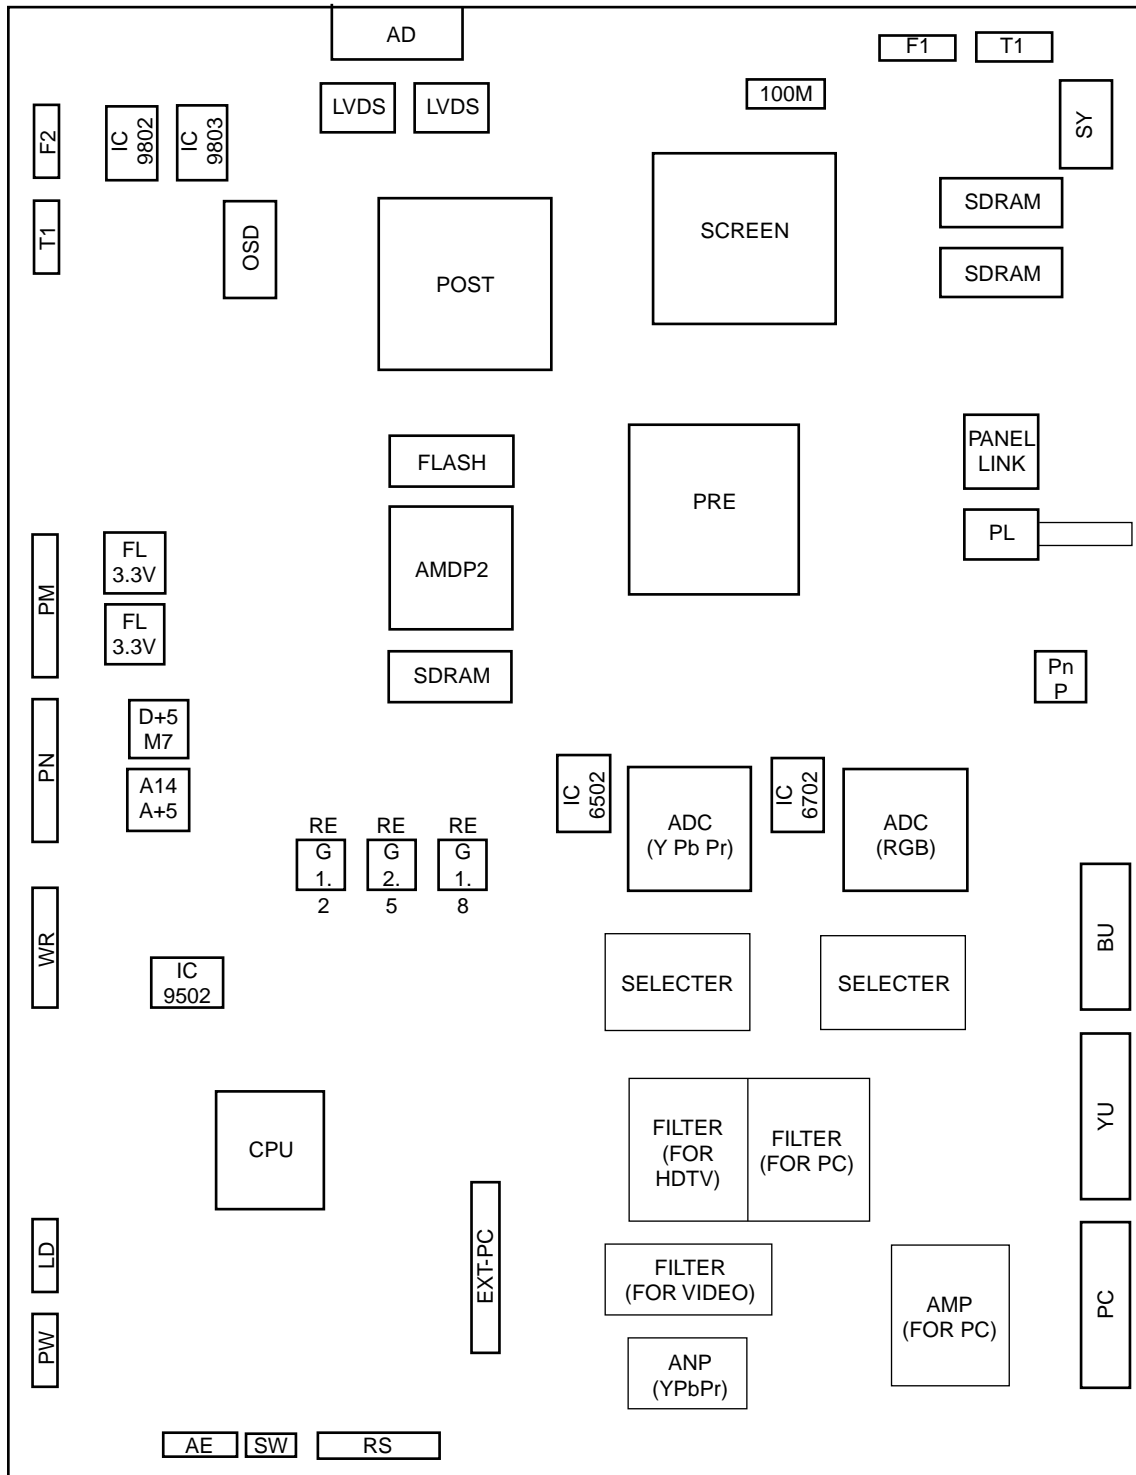 AD
F1
T1
LVDS
LVDS
100M
F2
IC
9802
IC
9803
SY
T1
OSD
POST
SCREEN
SDRAM
SDRAM
FLASH
PRE
PANEL
LINK
PL
AMDP2
PM
FL
3.3V
FL
3.3V
SDRAM
Pn
P
PN
D+5
M7
A14
A+5
IC
6502
ADC
(Y Pb Pr)
IC
6702
ADC
(RGB)
RE
G
1.
2
RE
G
2.
5
RE
G
1.
8
WR
IC
9502
SELECTER
SELECTER
BU
YU
CPU
FILTER
(FOR
HDTV)
FILTER
(FOR PC)
LD
EXT-PC
FILTER
(FOR VIDEO)
AMP
(FOR PC)
PC
PW
ANP
(YPbPr)
AE
SW
RS